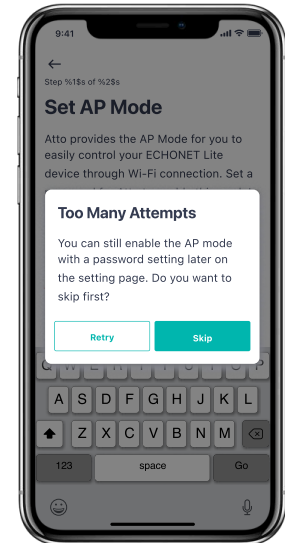 9:41
Step %1$s of %2$s
Set AP Mode
Atto provides the AP Mode for you to
easily control your ECHONET Lite
device through Wi-Fi connection. Set a
Too Many Attempts
You can still enable the AP mode
with a password setting later on
the setting page. Do you want to
skip first?
Retry Skip
A S D F G H J K L
Z X C V B N M
123 space Go